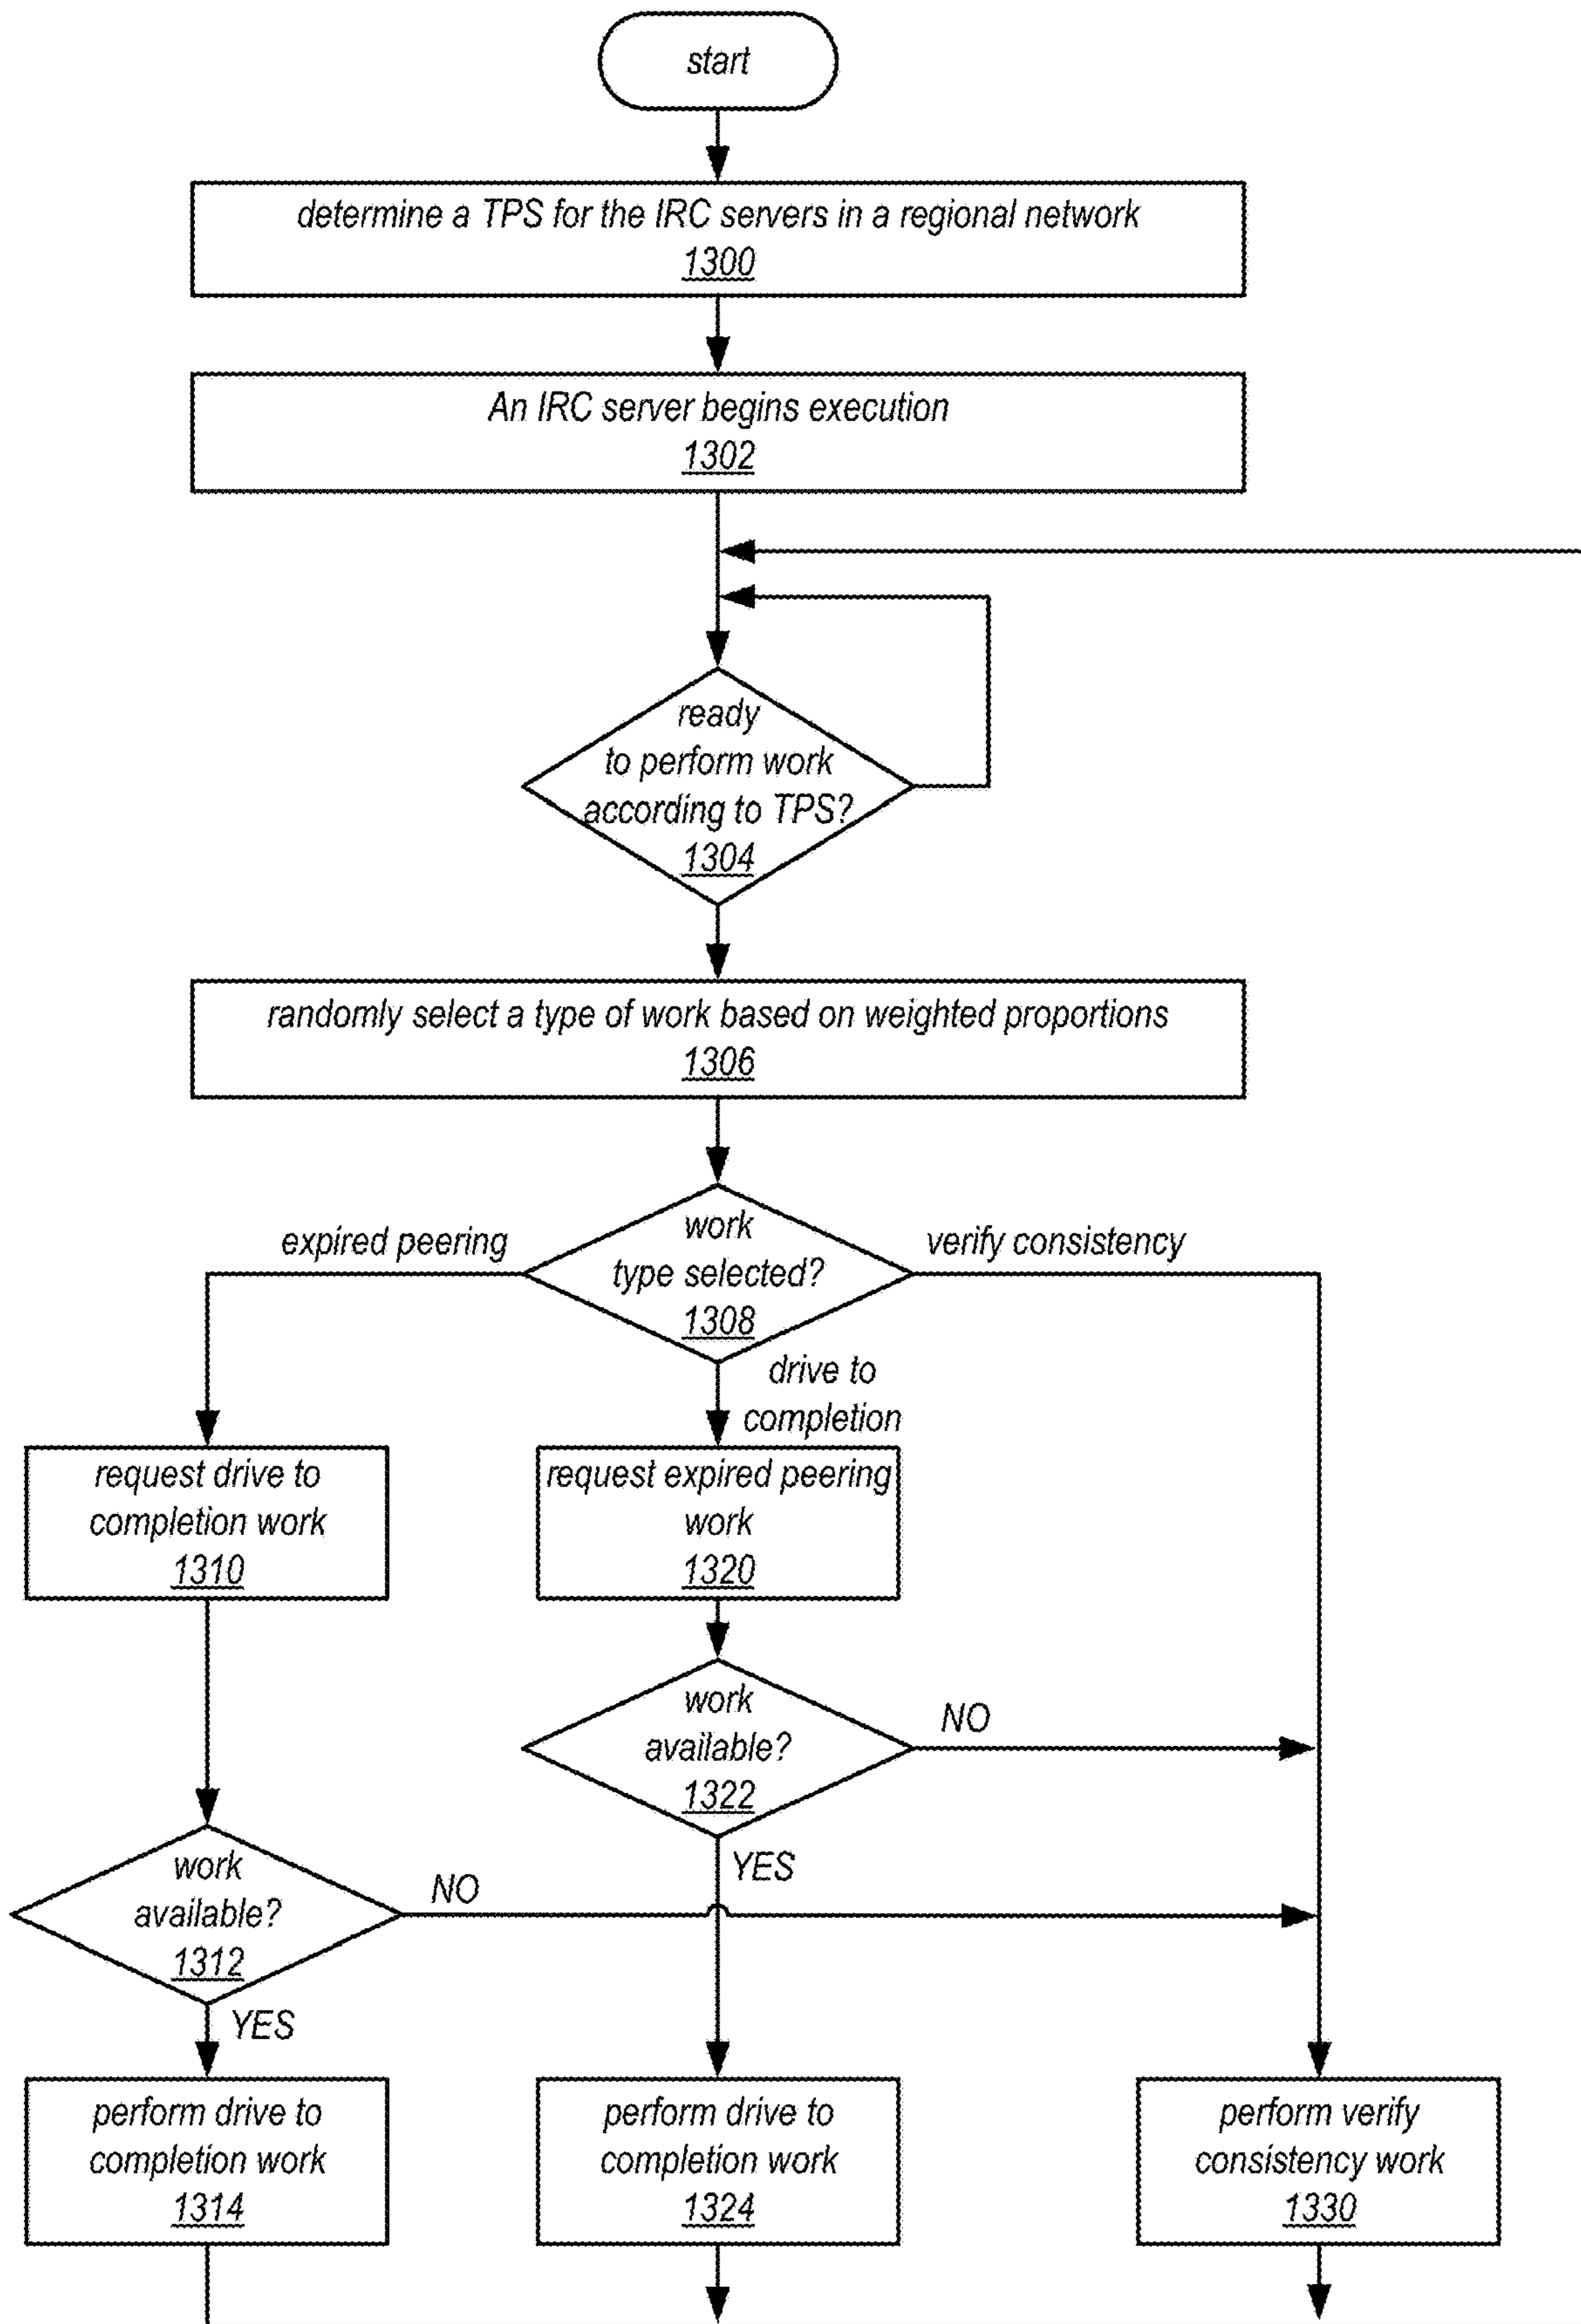 start
determine a TPS for the IRC servers in a regional network
1300
An IRC server begins execution
1302
ready
to perform work
according to TPS?
1304
randomly select a type of work based on weighted proportions
1306
work
type selected?
1308
expired peering
verify consistency
drive to
completion
request drive to
completion work
1310
request expired peering
work
1320
work
available?
1322
NO
YES
work
available?
1312
NO
YES
perform drive to
completion work
1314
perform drive to
completion work
1324
perform verify
consistency work
1330